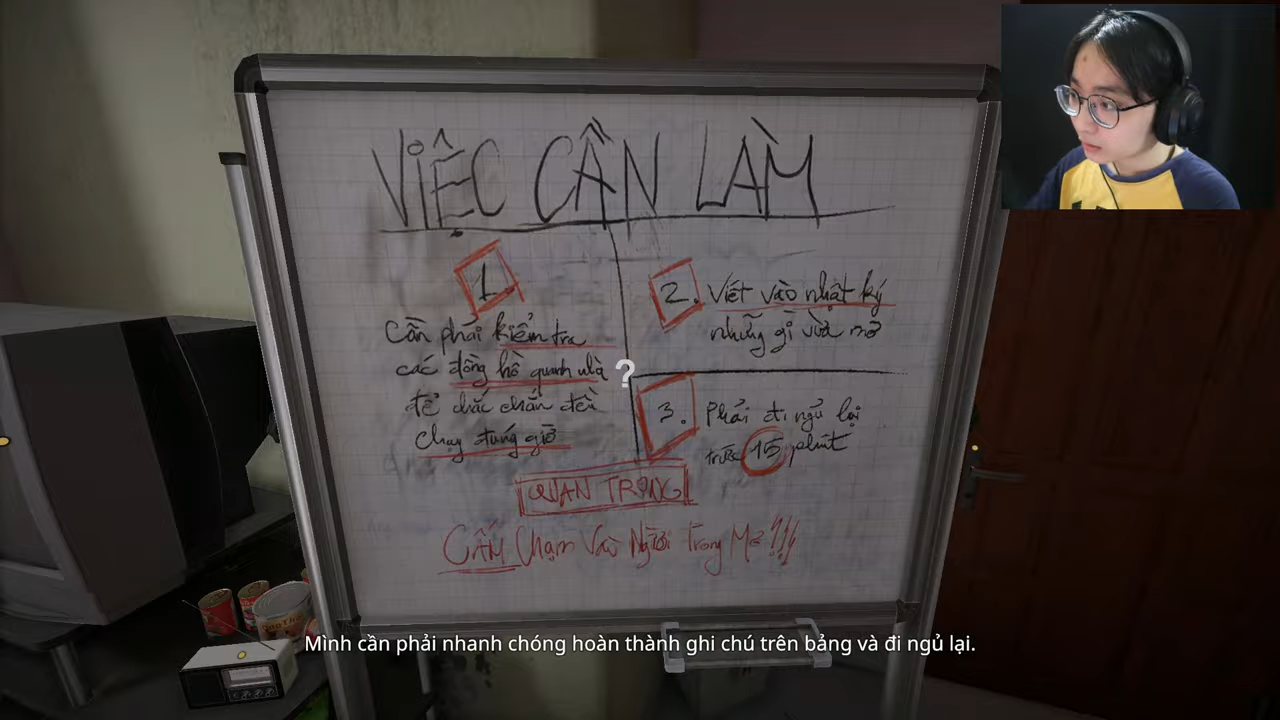 VIỆC CẦN LÀM
1.
Cần phải kiểm tra
các đồng hồ quanh nhà
để chắc chắn đều
chạy đúng giờ
2. Viết vào nhật ký
những gì vừa mơ
3. Phải đi ngủ lại
trước 15 phút
QUAN TRỌNG
CẤM Chạm Vào Người Trong Mơ!!!
?
Mình cần phải nhanh chóng hoàn thành ghi chú trên bảng và đi ngủ lại.